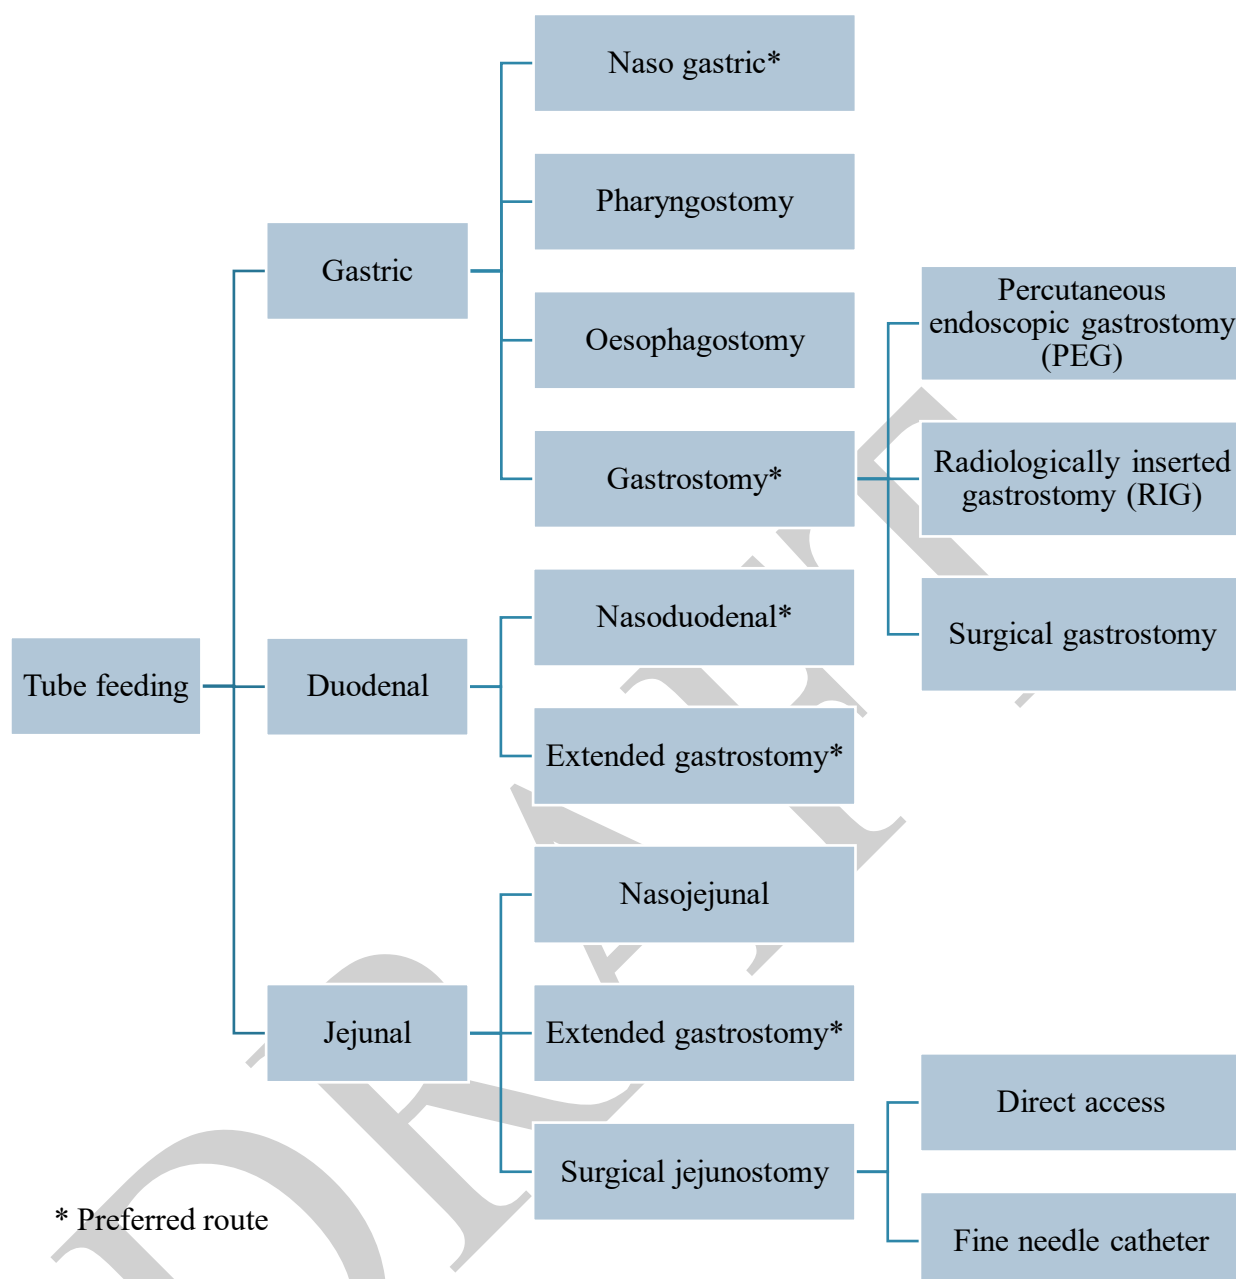 Naso gastric*
Pharyngostomy
Gastric
Oesophagostomy
Percutaneous
endoscopic gastrostomy
(PEG)
Gastrostomy*
Radiologically inserted
gastrostomy (RIG)
Surgical gastrostomy
Tube feeding
Duodenal
Nasoduodenal*
Extended gastrostomy*
Nasojejunal
Jejunal
Extended gastrostomy*
Surgical jejunostomy
Direct access
Fine needle catheter
* Preferred route
DRAFT